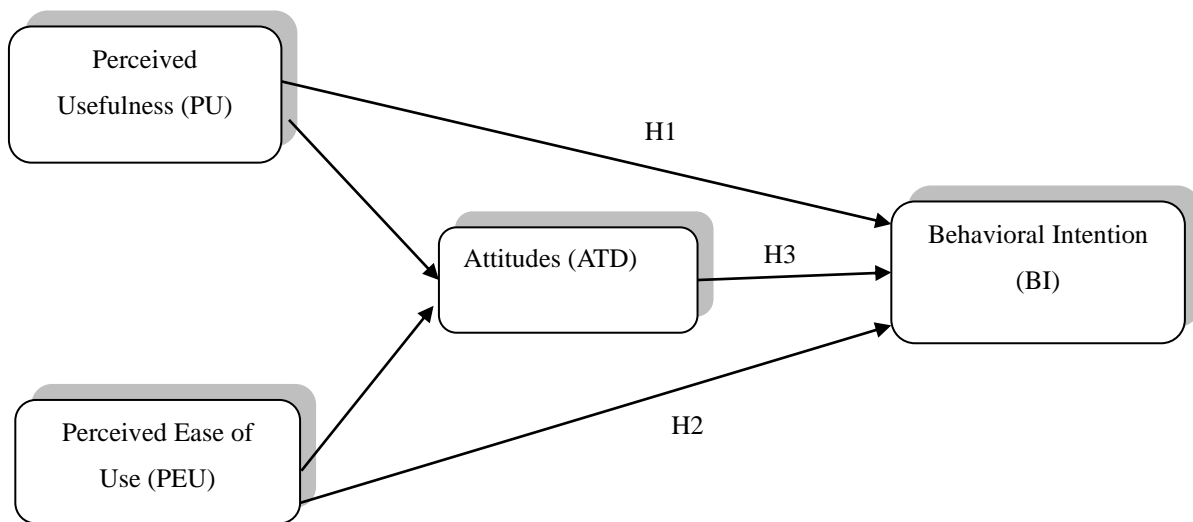 Perceived
Usefulness (PU)
H1
Attitudes (ATD)
H3
Behavioral Intention
(BI)
Perceived Ease of
Use (PEU)
H2